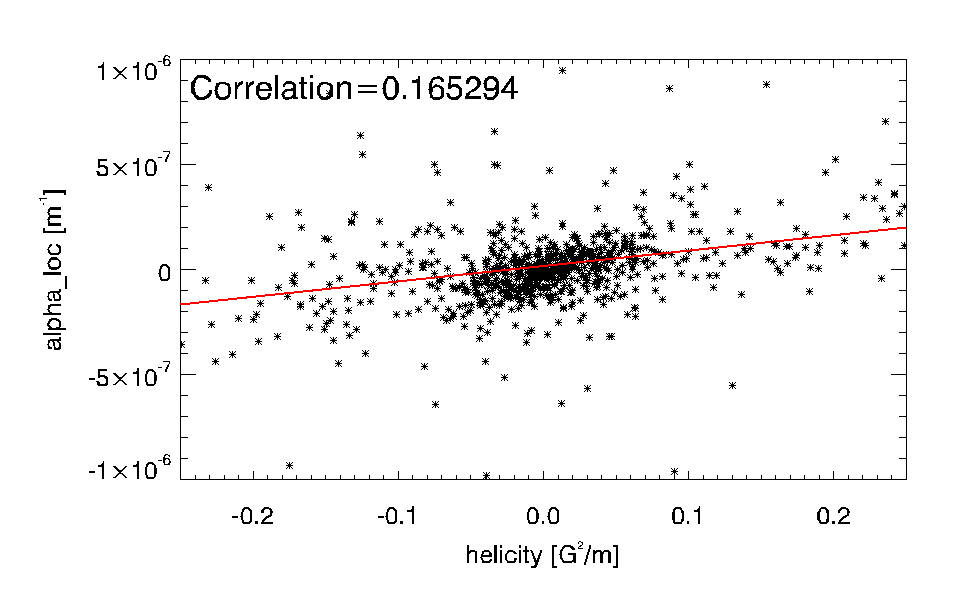 Correlation=0.165294
1×10⁻⁶
5×10⁻⁷
0
-5×10⁻⁷
-1×10⁻⁶
alpha_loc [m⁻¹]
-0.2 -0.1 0.0 0.1 0.2
helicity [G²/m]